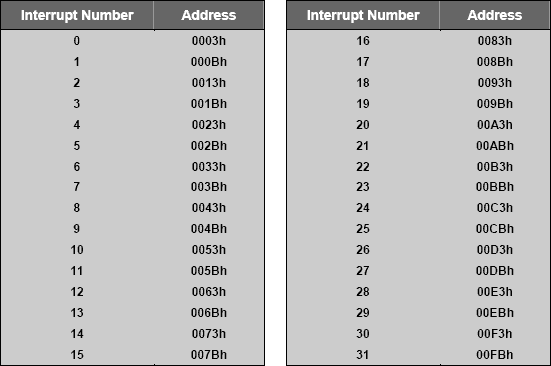 Interrupt Number Address
0 0003h
1 000Bh
2 0013h
3 001Bh
4 0023h
5 002Bh
6 0033h
7 003Bh
8 0043h
9 004Bh
10 0053h
11 005Bh
12 0063h
13 006Bh
14 0073h
15 007Bh
Interrupt Number Address
16 0083h
17 008Bh
18 0093h
19 009Bh
20 00A3h
21 00ABh
22 00B3h
23 00BBh
24 00C3h
25 00CBh
26 00D3h
27 00DBh
28 00E3h
29 00EBh
30 00F3h
31 00FBh